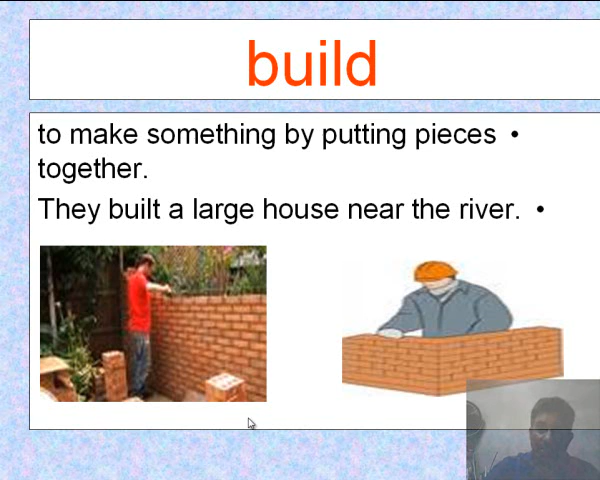 build
to make something by putting pieces •
together.
They built a large house near the river. •